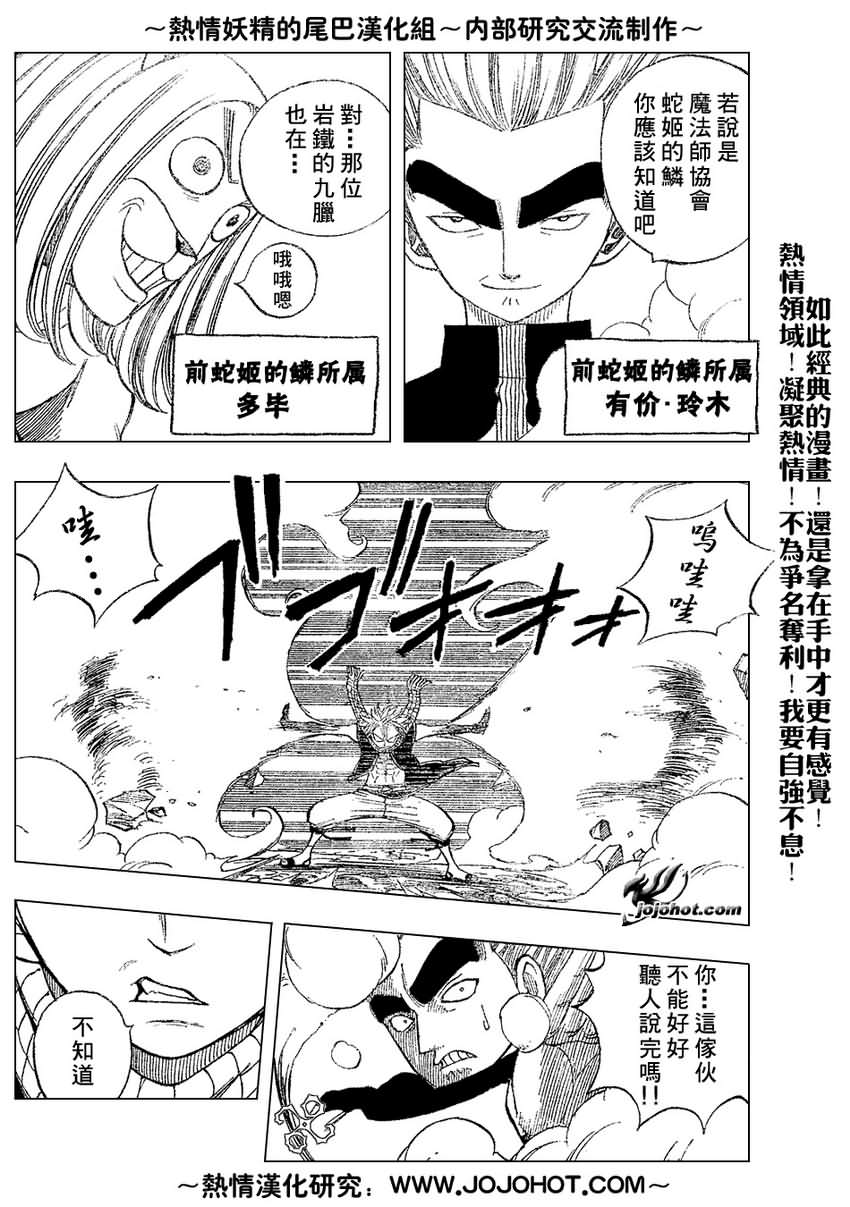 ～熱情妖精的尾巴漢化組～内部研究交流制作～
若說是
魔法師協會
蛇姬的鱗
你應該知道吧
前蛇姬的鱗所属
有价·玲木
對…那位
岩鐵的九臘
也在…
哦哦嗯
前蛇姬的鱗所属
多毕
嗚哇哇
哇…
ドゴォォォ
jojohot.com
你…這傢伙
不能好好
聽人說完嗎!!
不知道
如此經典的漫畫！還是拿在手中才更有感覺！
熱情領域！凝聚熱情！不為爭名奪利！我要自強不息！
～熱情漢化研究：WWW.JOJOHOT.COM～